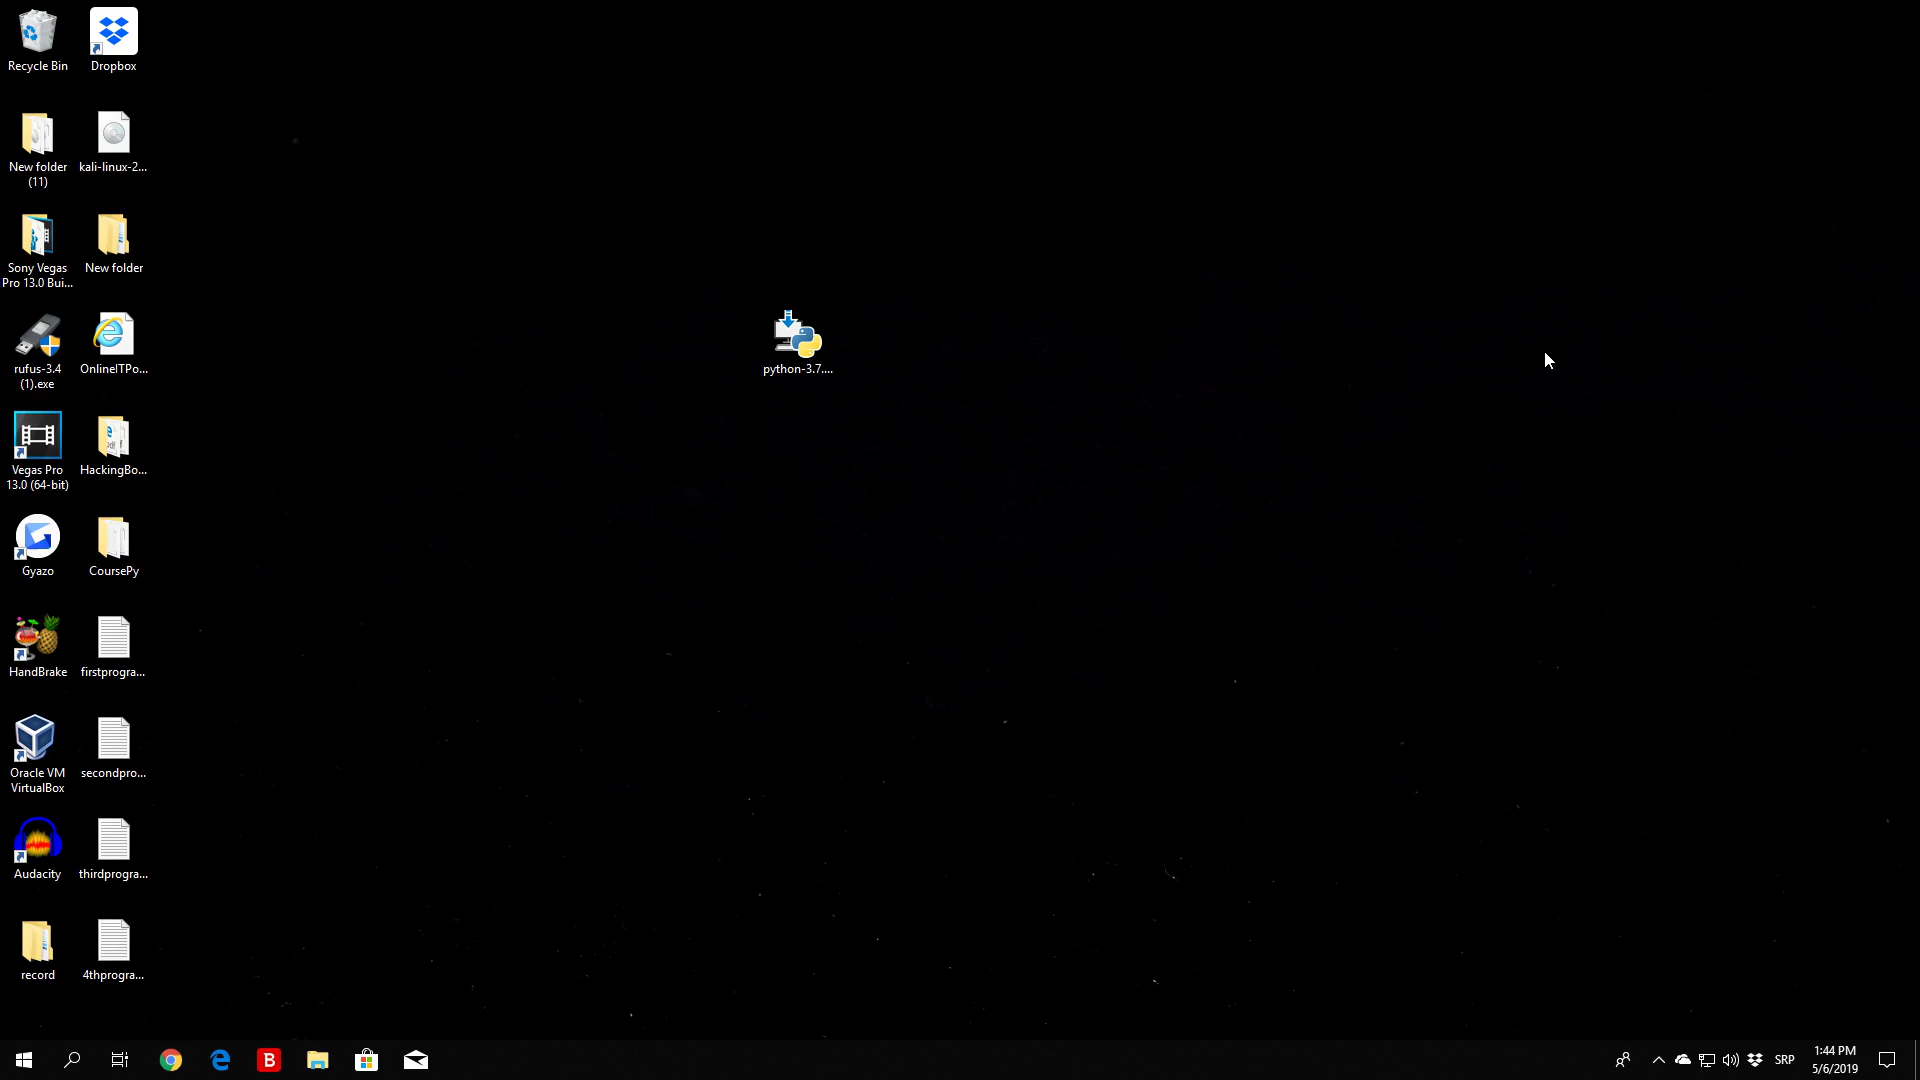 Recycle Bin
Dropbox
New folder
(11)
kali-linux-2...
Sony Vegas
Pro 13.0 Bui...
New folder
rufus-3.4
(1).exe
OnlineITPo...
python-3.7....
Vegas Pro
13.0 (64-bit)
HackingBo...
Gyazo
CoursePy
HandBrake
firstprogra...
Oracle VM
VirtualBox
secondpro...
Audacity
thirdprogra...
record
4thprogra...
B
SRP
1:44 PM
5/6/2019